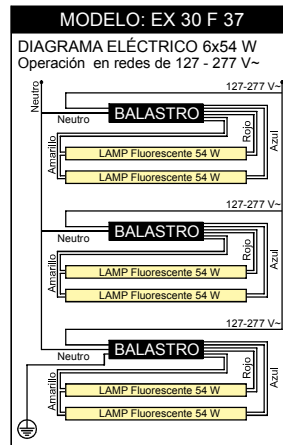 MODELO: EX 30 F 37
DIAGRAMA ELÉCTRICO 6x54 W
Operación en redes de 127 - 277 V~
Neutro
127-277 V~
Neutro
BALASTRO
Amarillo
Rojo
Azul
LAMP Fluorescente 54 W
LAMP Fluorescente 54 W
127-277 V~
Neutro
BALASTRO
Amarillo
Rojo
Azul
LAMP Fluorescente 54 W
LAMP Fluorescente 54 W
127-277 V~
Neutro
BALASTRO
Amarillo
Rojo
Azul
LAMP Fluorescente 54 W
LAMP Fluorescente 54 W